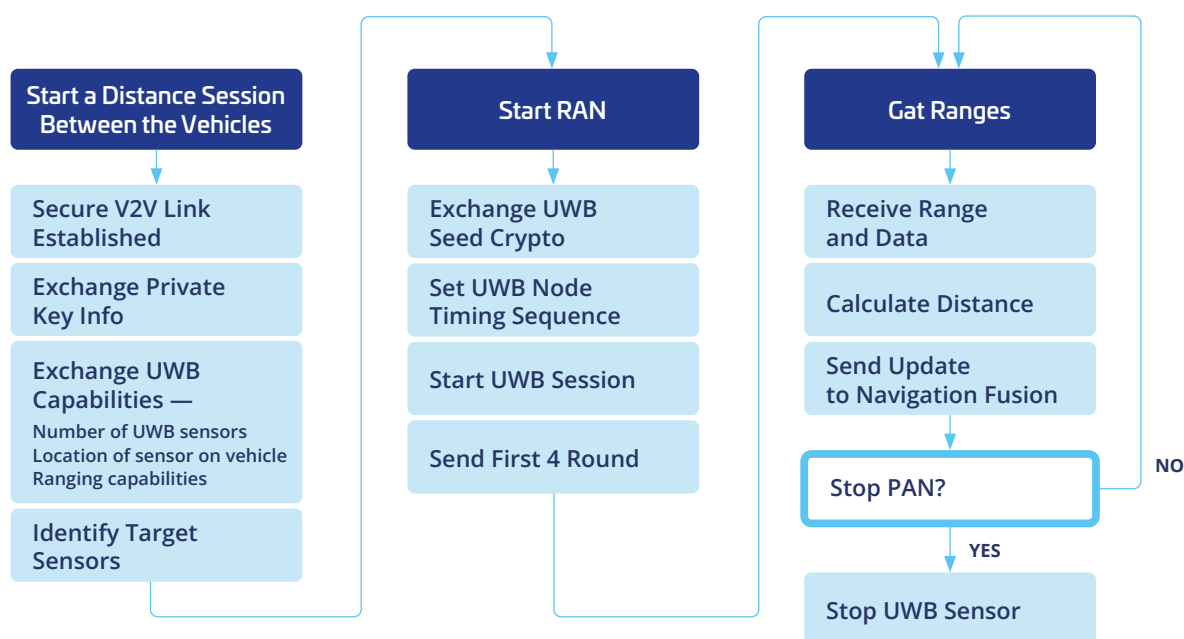 Start a Distance Session
Between the Vehicles
Secure V2V Link
Established
Exchange Private
Key Info
Exchange UWB
Capabilities —
Number of UWB sensors
Location of sensor on vehicle
Ranging capabilities
Identify Target
Sensors
Start RAN
Exchange UWB
Seed Crypto
Set UWB Node
Timing Sequence
Start UWB Session
Send First 4 Round
Gat Ranges
Receive Range
and Data
Calculate Distance
Send Update
to Navigation Fusion
Stop PAN?
NO
YES
Stop UWB Sensor